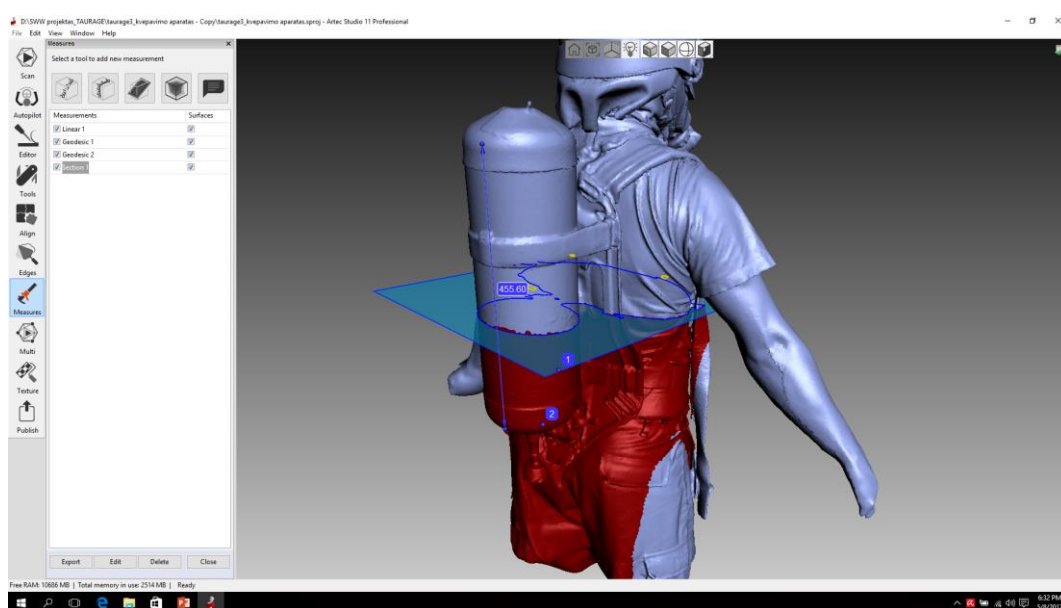 D:\SWW projektas_TAURAGE\taurage3_kvepavimo aparatas - Copy\taurage3_kvepavimo aparatas.sproj - Artec Studio 11 Professional
File Edit View Window Help
Measures
Select a tool to add new measurement
Measurements Surfaces
Linear 1
Geodesic 1
Geodesic 2
Section 1
Scan
Autopilot
Editor
Tools
Align
Edges
Measures
Multi
Texture
Publish
455.60
1
2
Export Edit Delete Close
Free RAM: 10686 MB | Total memory in use: 2514 MB | Ready
6:32 PM